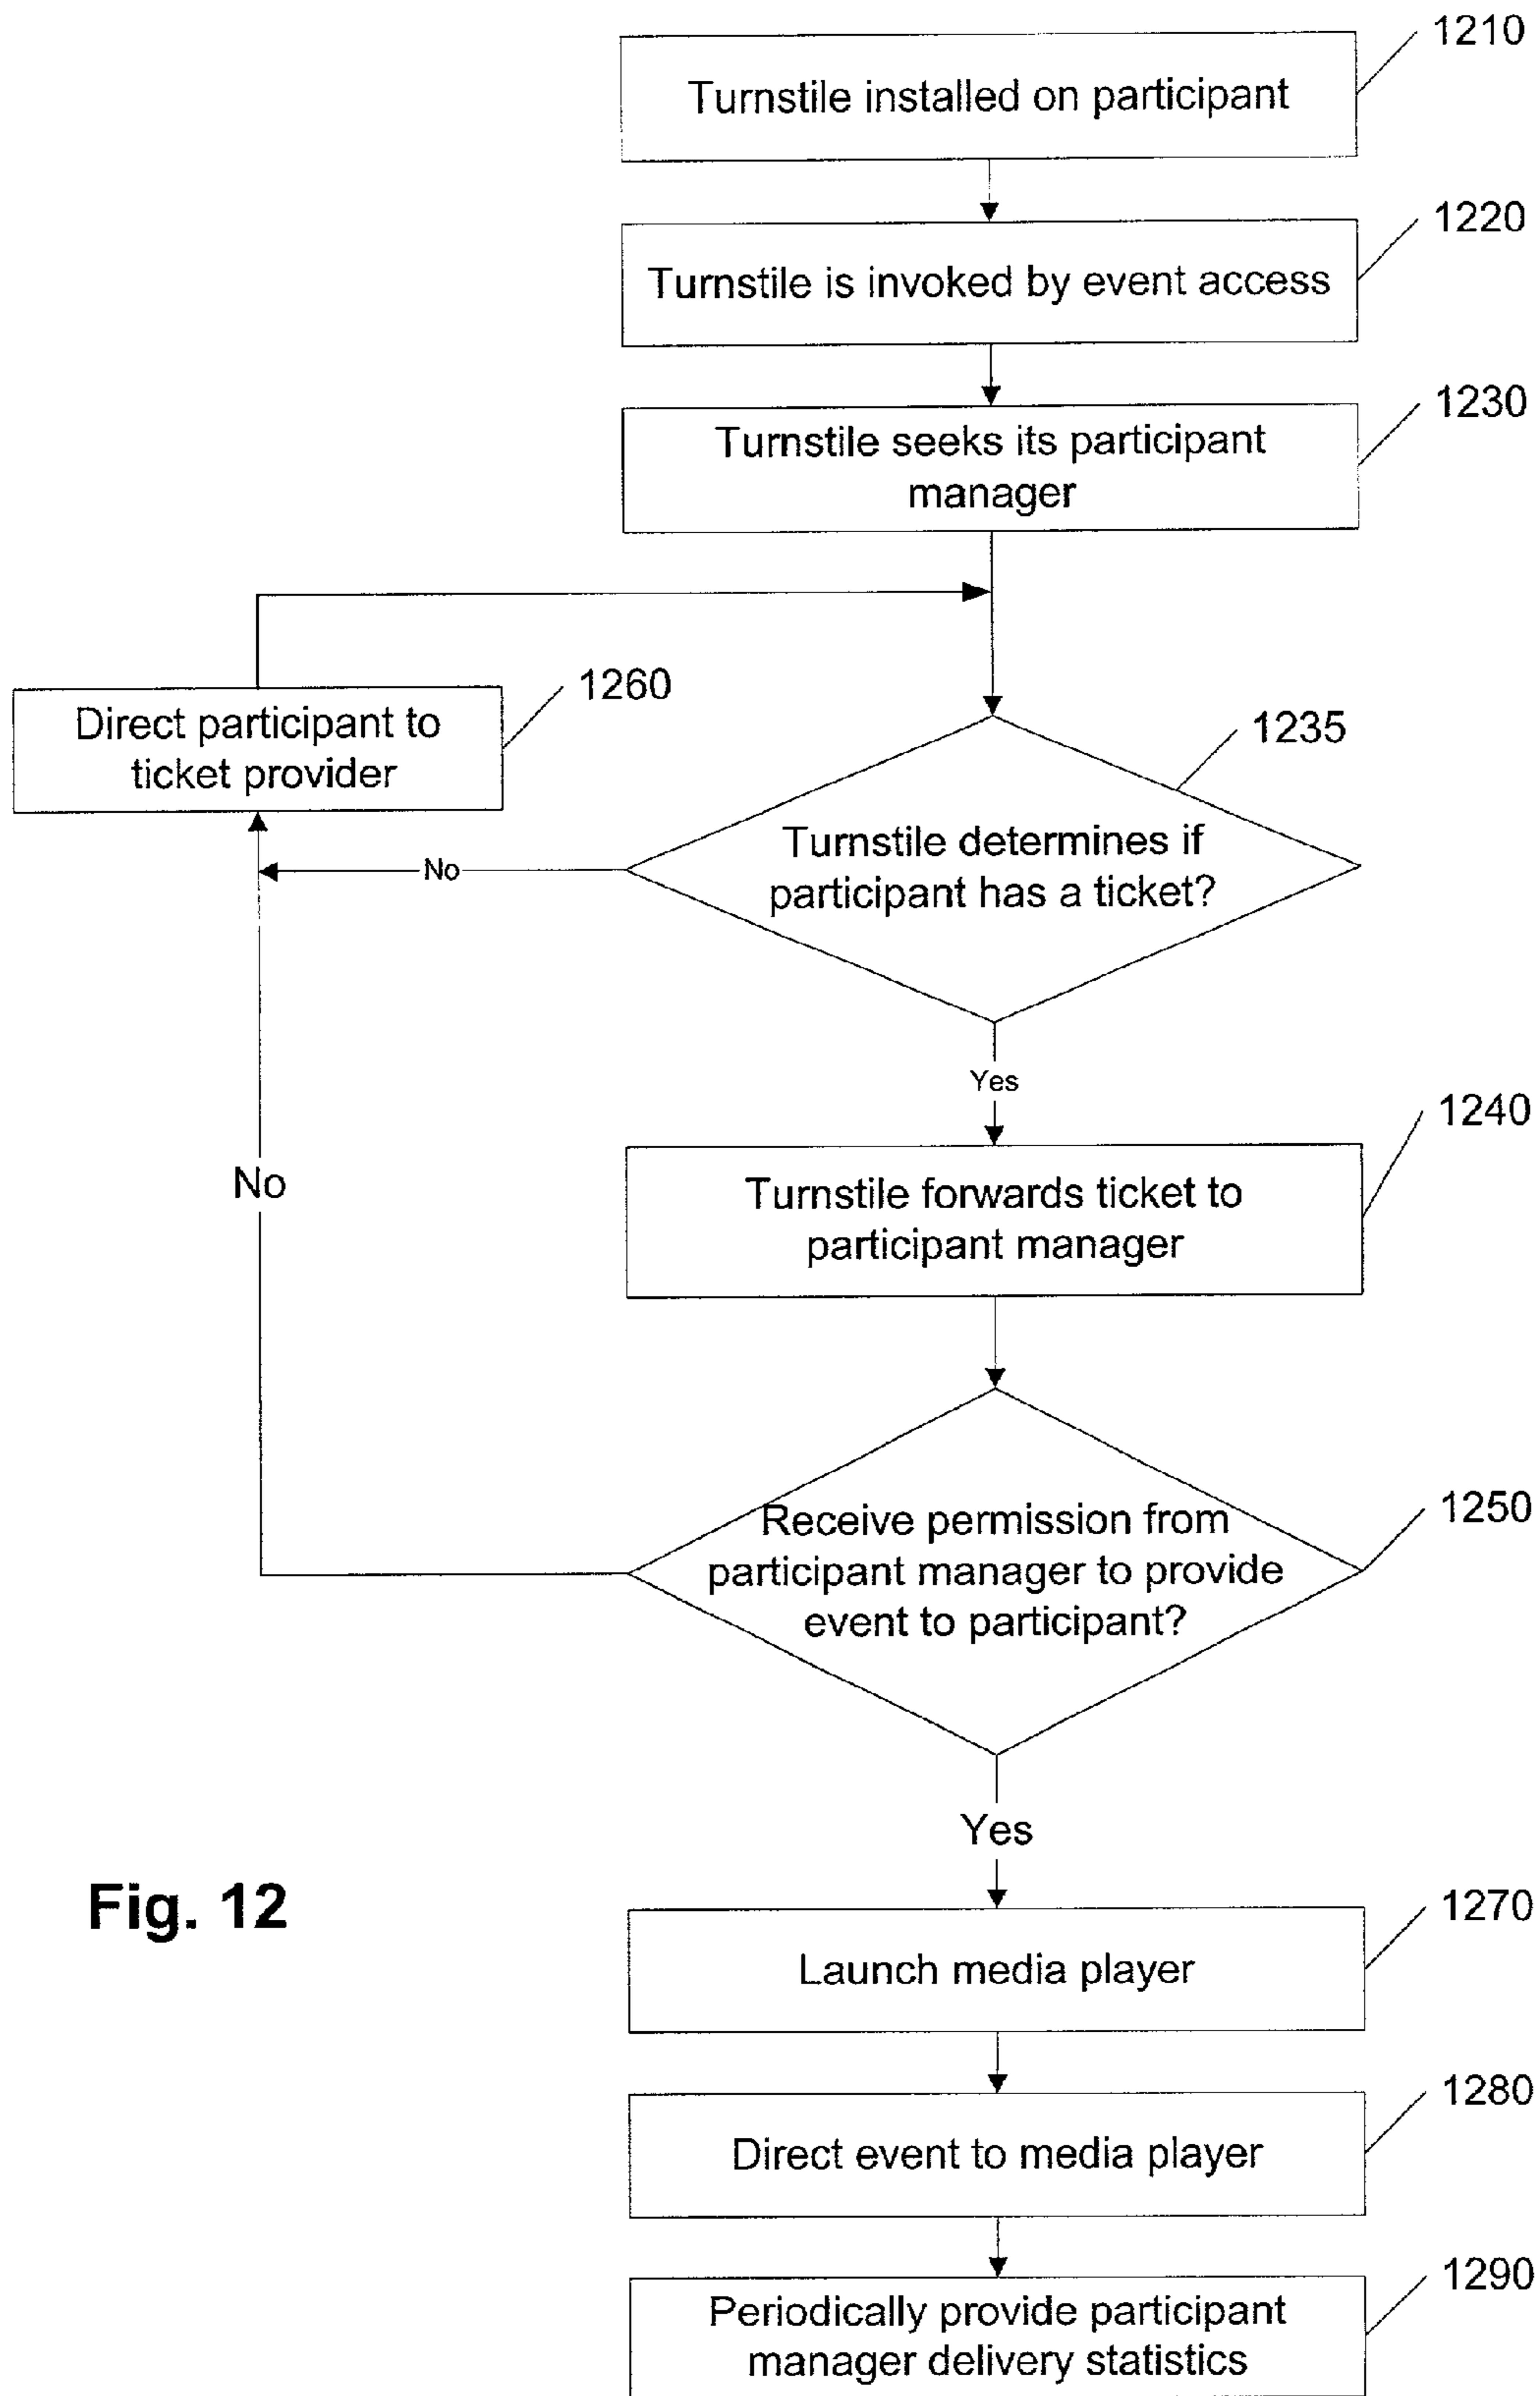 1210
Turnstile installed on participant
1220
Turnstile is invoked by event access
1230
Turnstile seeks its participant
manager
1260
Direct participant to
ticket provider
1235
Turnstile determines if
participant has a ticket?
No
Yes
1240
Turnstile forwards ticket to
participant manager
No
1250
Receive permission from
participant manager to provide
event to participant?
Yes
Fig. 12
1270
Launch media player
1280
Direct event to media player
1290
Periodically provide participant
manager delivery statistics